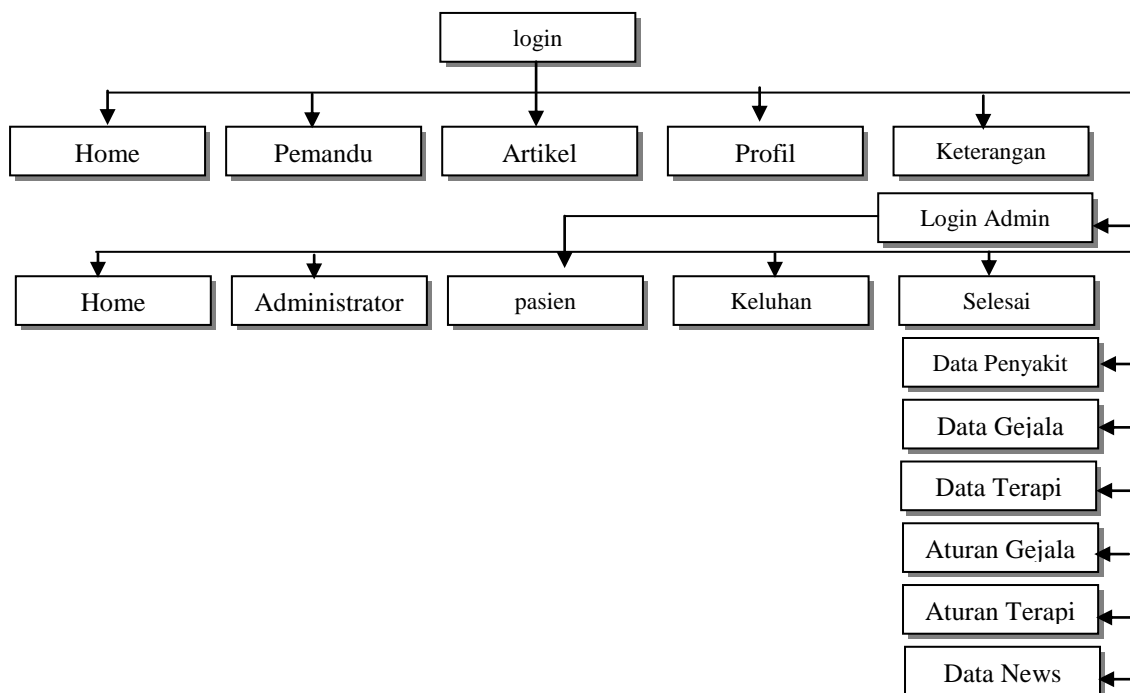 login
Home
Pemandu
Artikel
Profil
Keterangan
Login Admin
Home
Administrator
pasien
Keluhan
Selesai
Data Penyakit
Data Gejala
Data Terapi
Aturan Gejala
Aturan Terapi
Data News